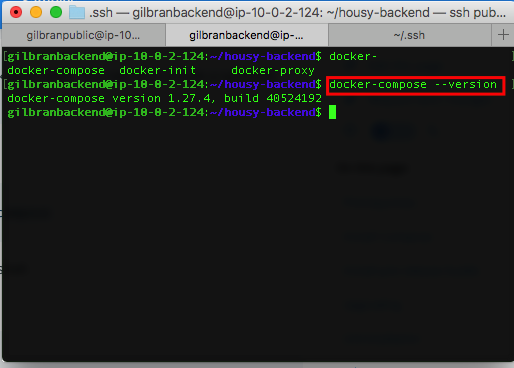 .ssh — gilbranbackend@ip-10-0-2-124: ~/housy-backend — ssh pub...
gilbranpublic@ip-10...
gilbranbackend@ip-...
~/.ssh
+
[gilbranbackend@ip-10-0-2-124:~/housy-backend$ docker-
docker-compose docker-init docker-proxy
[gilbranbackend@ip-10-0-2-124:~/housy-backend$ docker-compose --version ]
docker-compose version 1.27.4, build 40524192
gilbranbackend@ip-10-0-2-124:~/housy-backend$